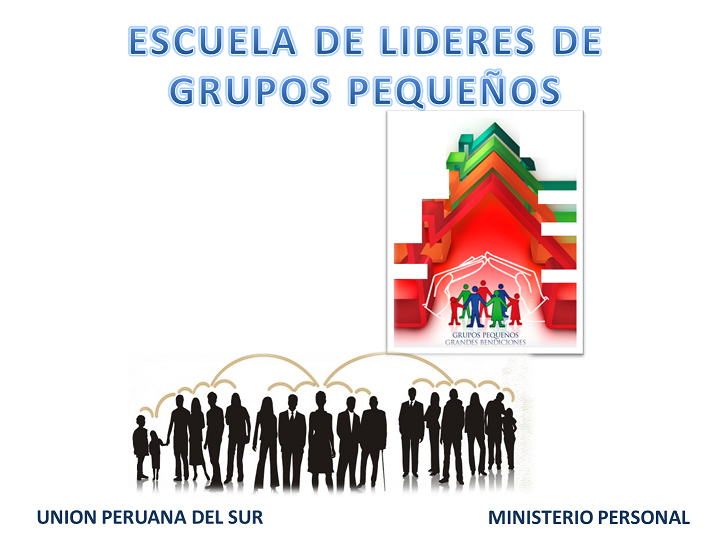 ESCUELA DE LIDERES DE
GRUPOS PEQUEÑOS
GRUPOS PEQUEÑOS
GRANDES BENDICIONES
UNION PERUANA DEL SUR
MINISTERIO PERSONAL